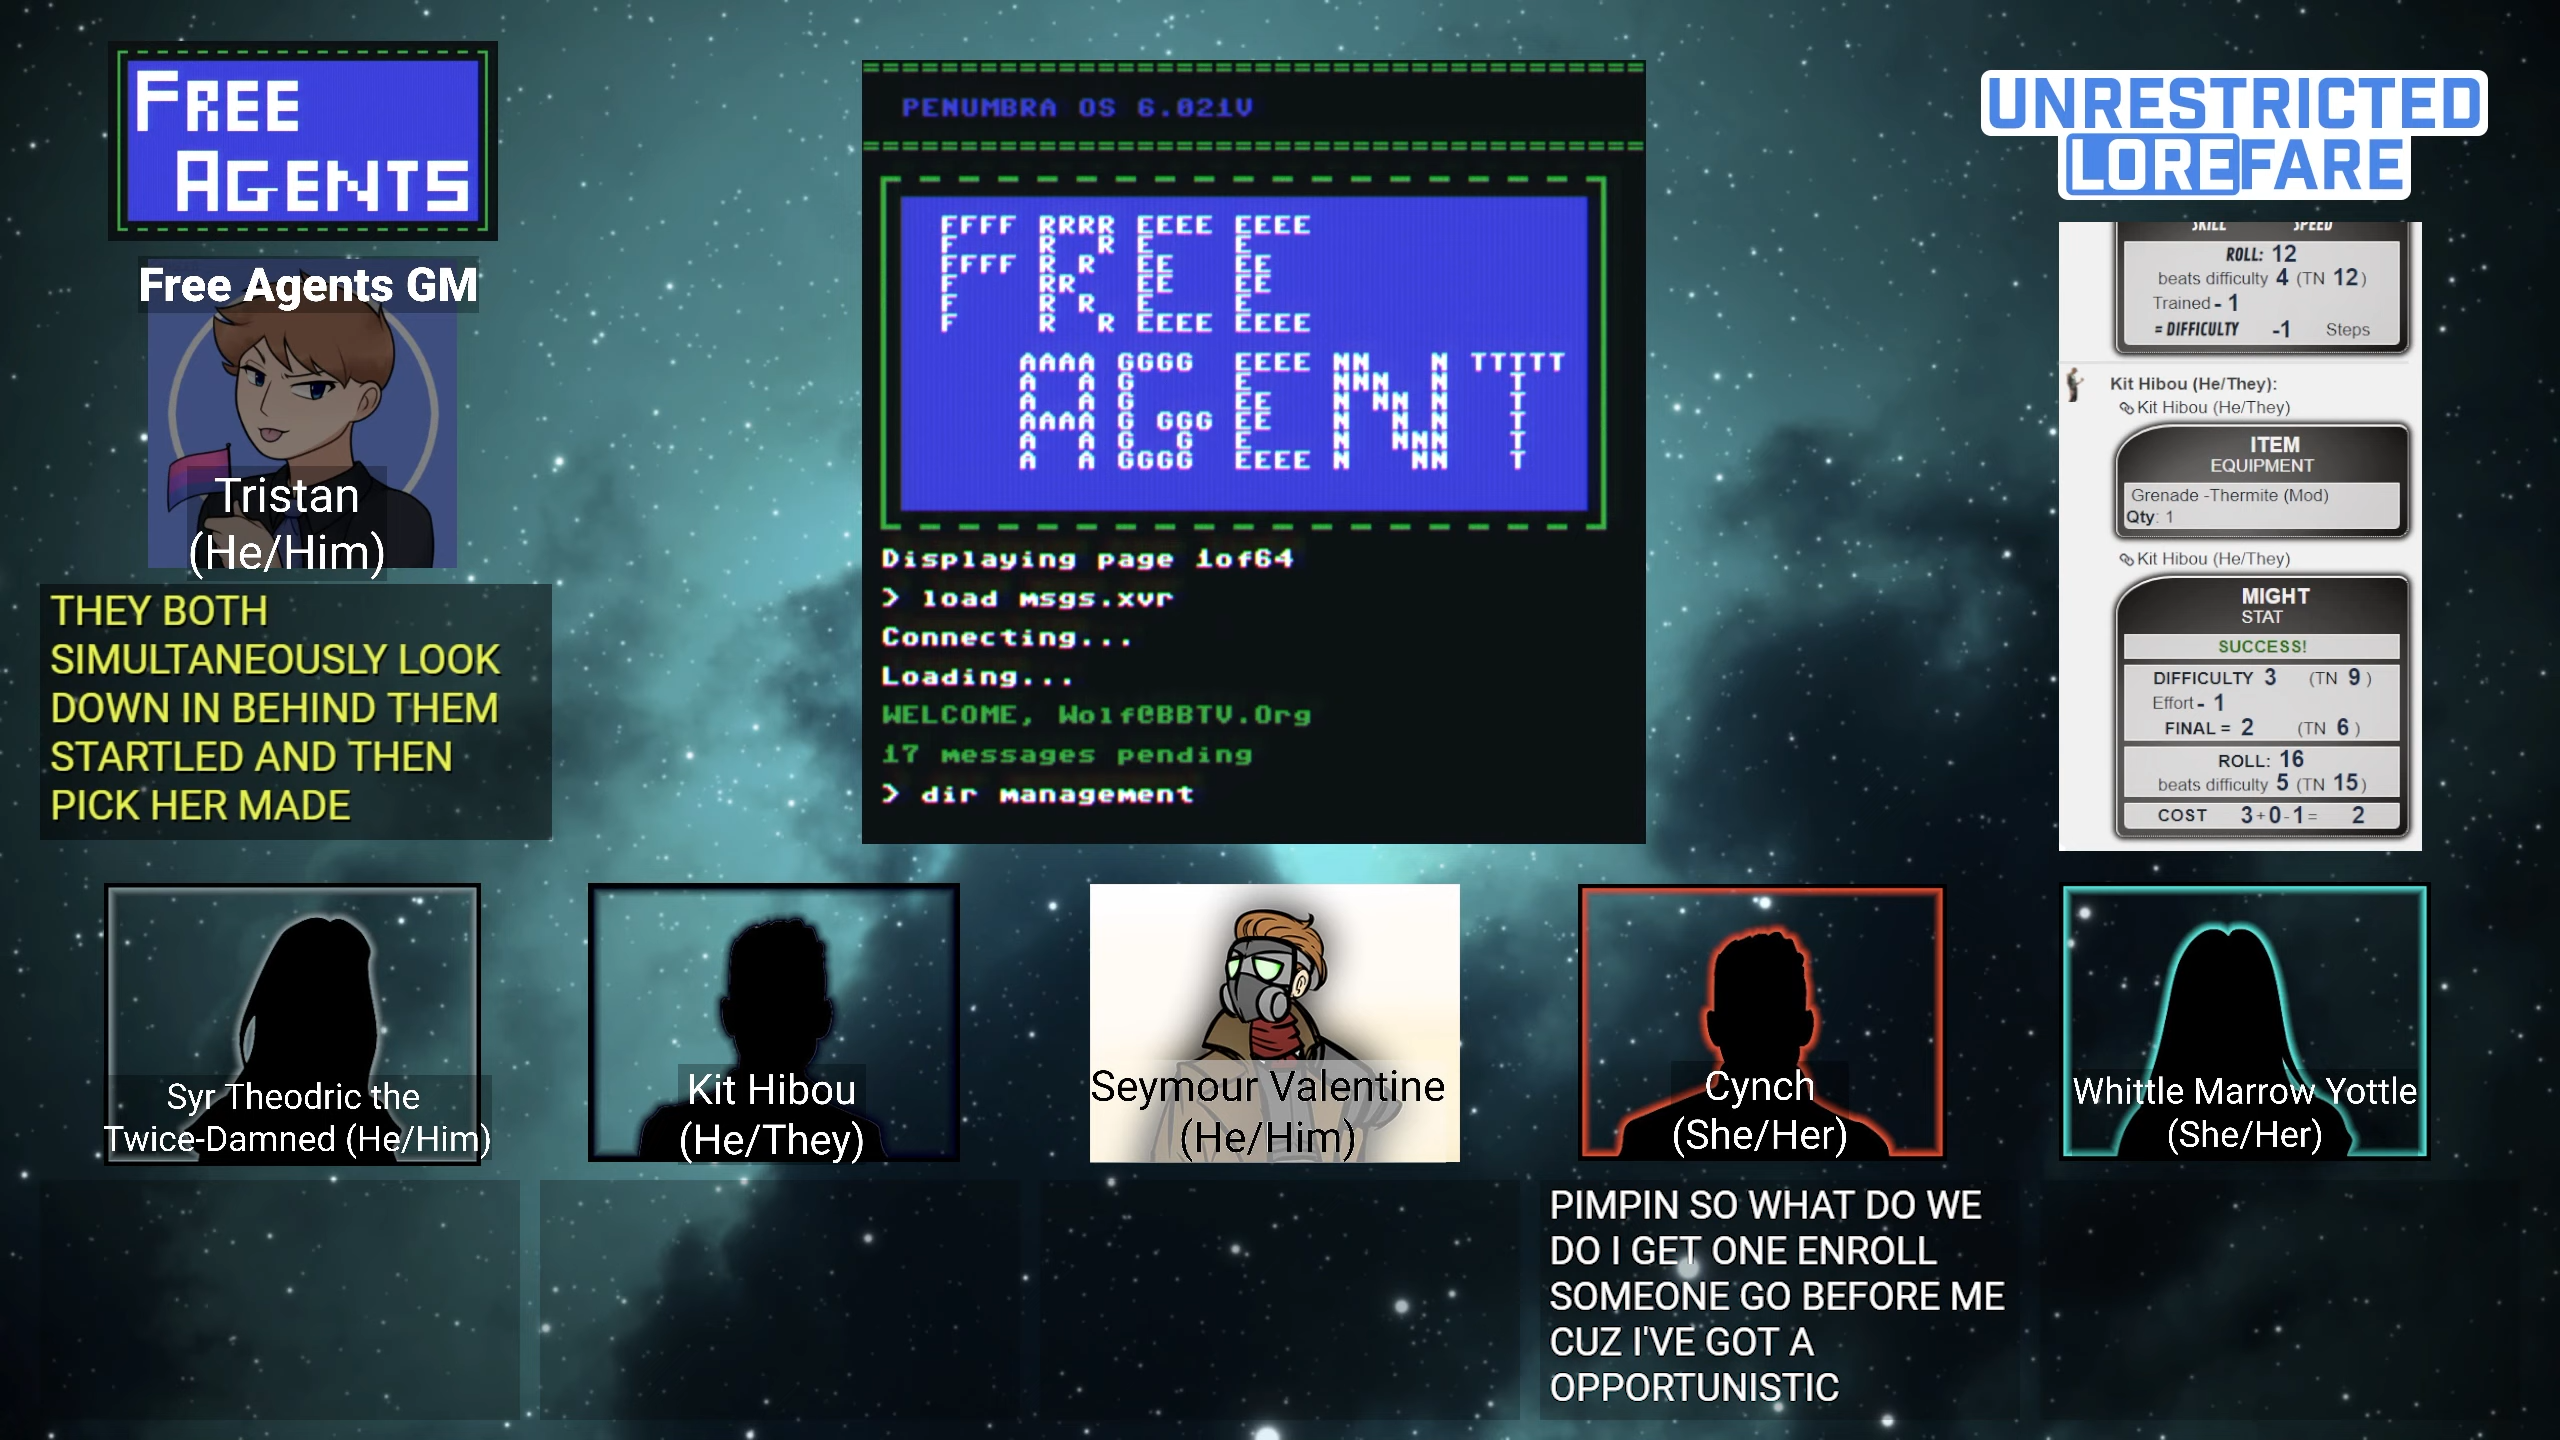 FREE
AGENTS
Free Agents GM
Tristan
(He/Him)
THEY BOTH
SIMULTANEOUSLY LOOK
DOWN IN BEHIND THEM
STARTLED AND THEN
PICK HER MADE
PENUMBRA OS 6.021V
FREE
AGENT
Displaying page 1of64
> load msgs.xvr
Connecting...
Loading...
WELCOME, Wolf@BBTV.Org
17 messages pending
> dir management
UNRESTRICTED
LOREFARE
SKILL SPEED
ROLL: 12
beats difficulty 4 (TN 12)
Trained - 1
= DIFFICULTY -1 Steps
Kit Hibou (He/They):
Kit Hibou (He/They)
ITEM
EQUIPMENT
Grenade -Thermite (Mod)
Qty: 1
Kit Hibou (He/They)
MIGHT
STAT
SUCCESS!
DIFFICULTY 3 (TN 9)
Effort - 1
FINAL = 2 (TN 6)
ROLL: 16
beats difficulty 5 (TN 15)
COST 3+0-1= 2
Syr Theodric the
Twice-Damned (He/Him)
Kit Hibou
(He/They)
Seymour Valentine
(He/Him)
Cynch
(She/Her)
Whittle Marrow Yottle
(She/Her)
PIMPIN SO WHAT DO WE
DO I GET ONE ENROLL
SOMEONE GO BEFORE ME
CUZ I'VE GOT A
OPPORTUNISTIC